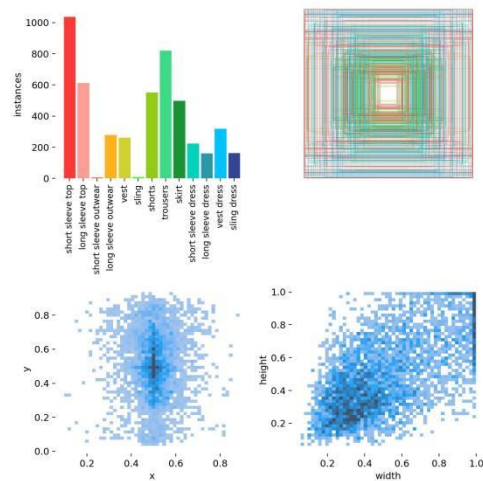 instances
1000
800
600
400
200
0
short sleeve top
long sleeve top
short sleeve outwear
long sleeve outwear
vest
sling
shorts
trousers
skirt
short sleeve dress
long sleeve dress
vest dress
sling dress
y
0.8
0.6
0.4
0.2
0.0
0.2 0.4 0.6 0.8
x
height
1.0
0.8
0.6
0.4
0.2
0.2 0.4 0.6 0.8 1.0
width